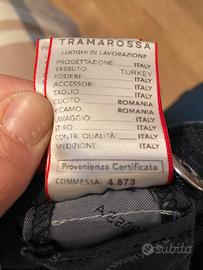 TRAMAROSSA
LUOGHI DI LAVORAZIONE
PROGETTAZIONE ITALY
TESSUTO TURKEY
FODERE ITALY
ACCESSORI ITALY
TAGLIO ITALY
CUCITO ROMANIA
RICAMO ROMANIA
LAVAGGIO ITALY
STIRO ITALY
CONTR. QUALITÀ ITALY
SPEDIZIONE ITALY
Provenienza Certificata
COMMESSA: 4.873
subito